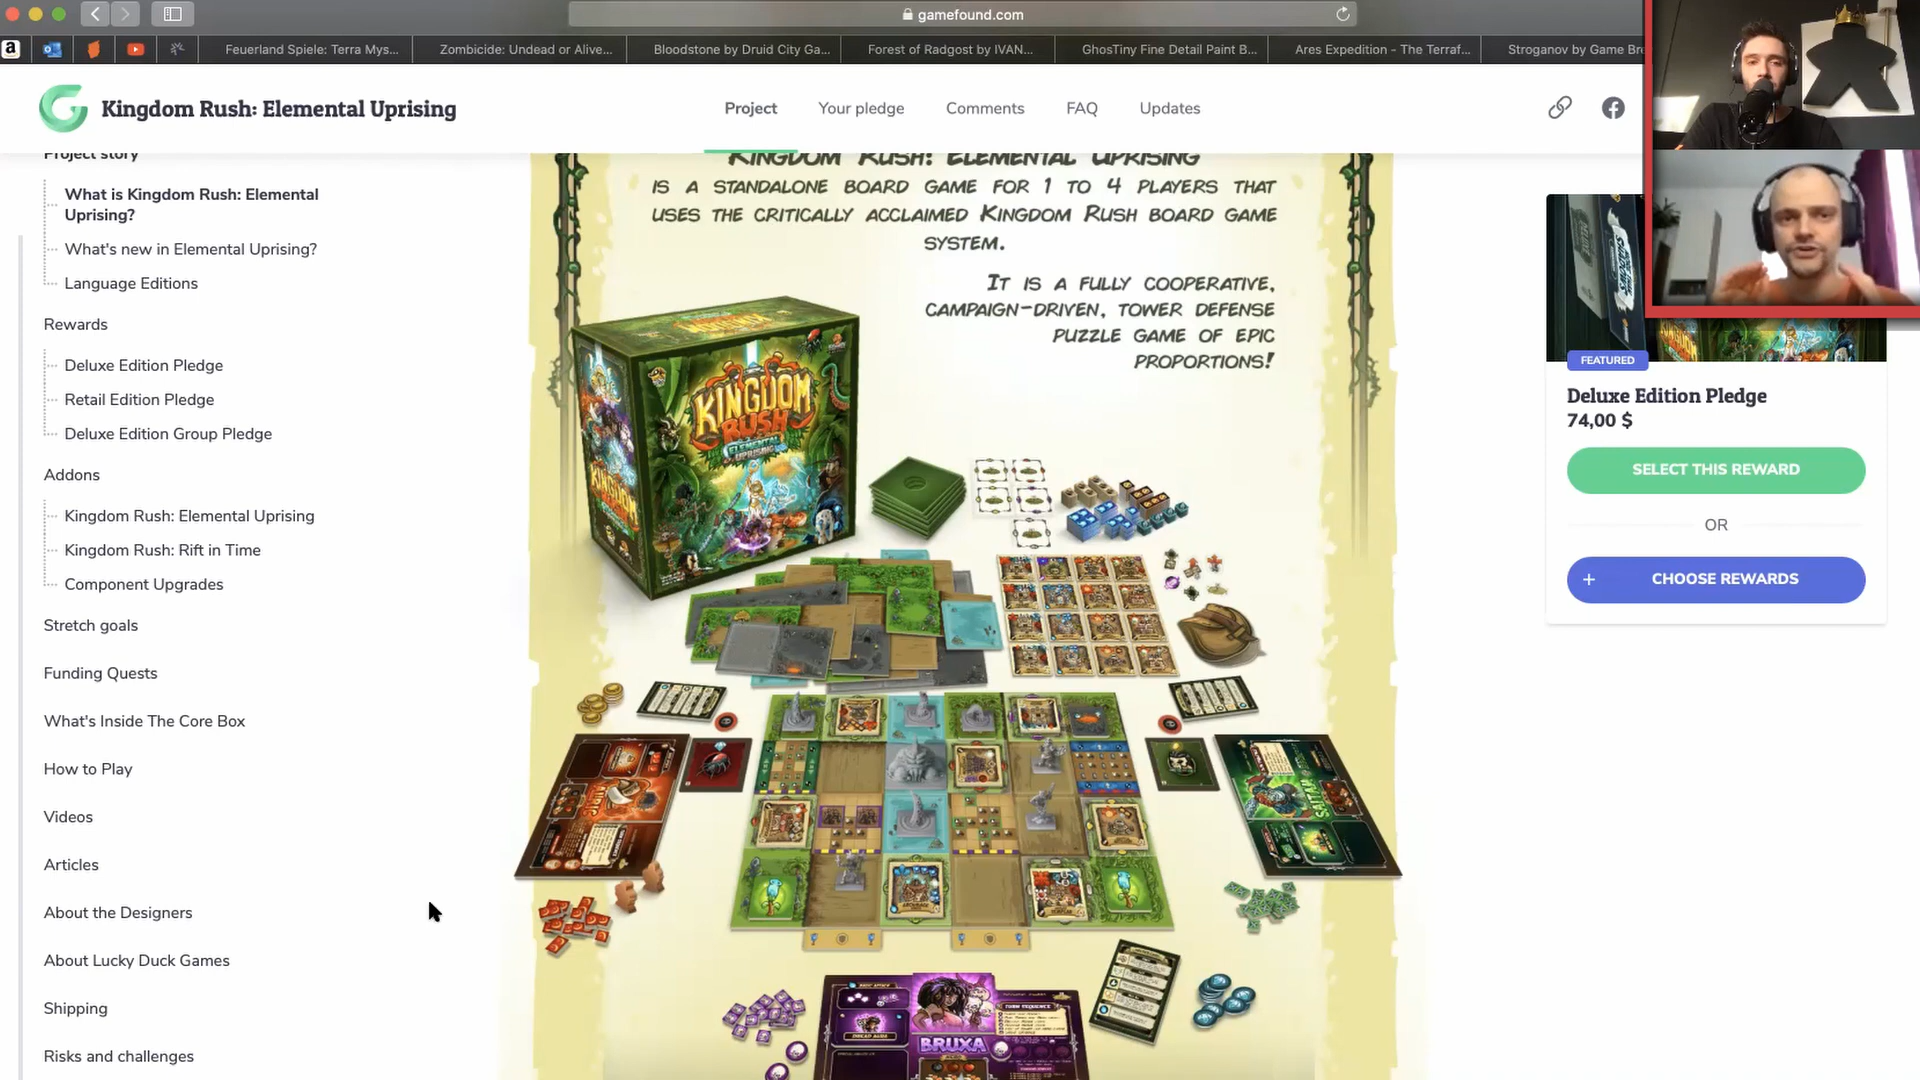 gamefound.com
a
Feuerland Spiele: Terra Mys...
Zombicide: Undead or Alive...
Bloodstone by Druid City Ga...
Forest of Radgost by IVAN...
GhosTiny Fine Detail Paint B...
Ares Expedition - The Terraf...
Stroganov by Game Br
Kingdom Rush: Elemental Uprising
Project
Your pledge
Comments
FAQ
Updates
Project story
What is Kingdom Rush: Elemental
Uprising?
What's new in Elemental Uprising?
Language Editions
Rewards
Deluxe Edition Pledge
Retail Edition Pledge
Deluxe Edition Group Pledge
Addons
Kingdom Rush: Elemental Uprising
Kingdom Rush: Rift in Time
Component Upgrades
Stretch goals
Funding Quests
What's Inside The Core Box
How to Play
Videos
Articles
About the Designers
About Lucky Duck Games
Shipping
Risks and challenges
KINGDOM RUSH: ELEMENTAL UPRISING
IS A STANDALONE BOARD GAME FOR 1 TO 4 PLAYERS THAT
USES THE CRITICALLY ACCLAIMED KINGDOM RUSH BOARD GAME
SYSTEM.
IT IS A FULLY COOPERATIVE,
CAMPAIGN-DRIVEN, TOWER DEFENSE
PUZZLE GAME OF EPIC
PROPORTIONS!
KINGDOM
RUSH
ELEMENTAL
UPRISING
KINGDOM
RUSH
BRUXA
FEATURED
Deluxe Edition Pledge
74,00 $
SELECT THIS REWARD
OR
+ CHOOSE REWARDS